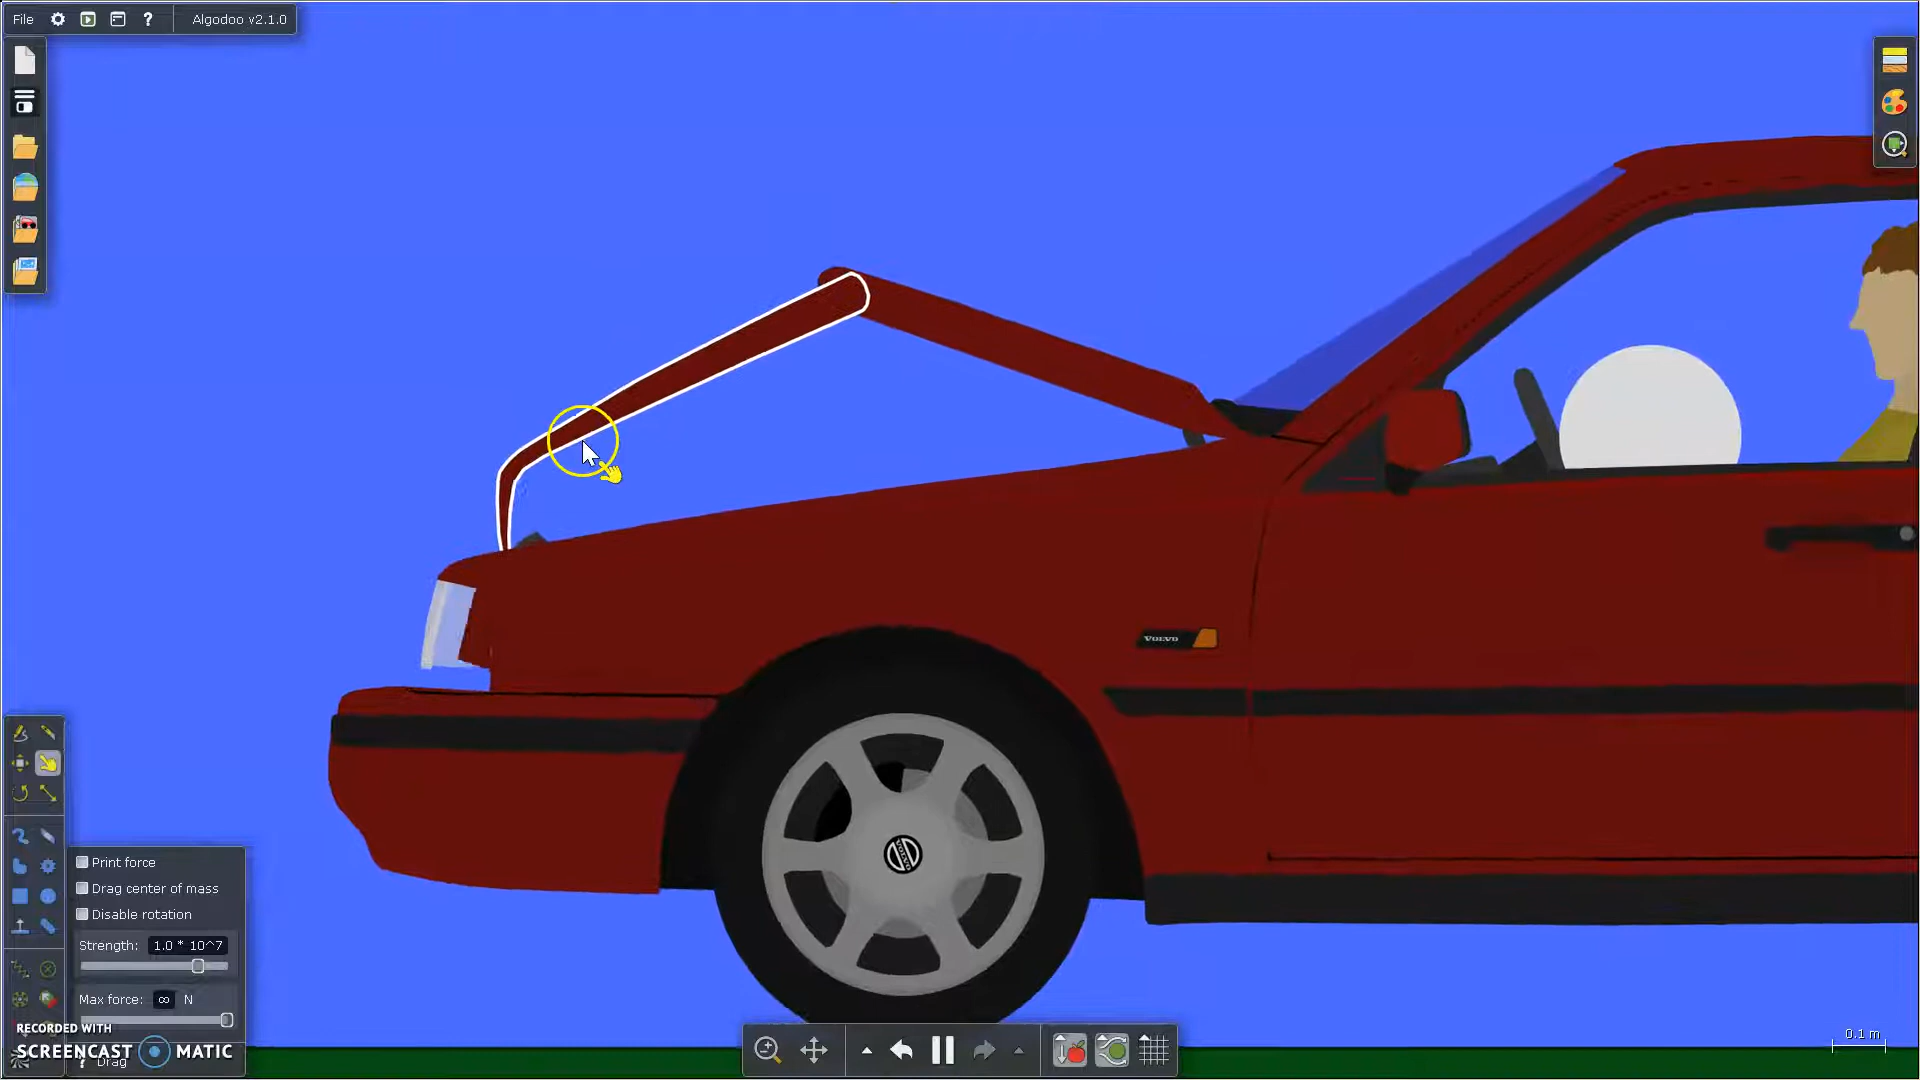 File ? Algodoo v2.1.0
VOLVO
VOLVO
Print force
Drag center of mass
Disable rotation
Strength: 1.0 * 10^7
Max force: ∞ N
RECORDED WITH
SCREENCAST MATIC
? Drag
0.1 m